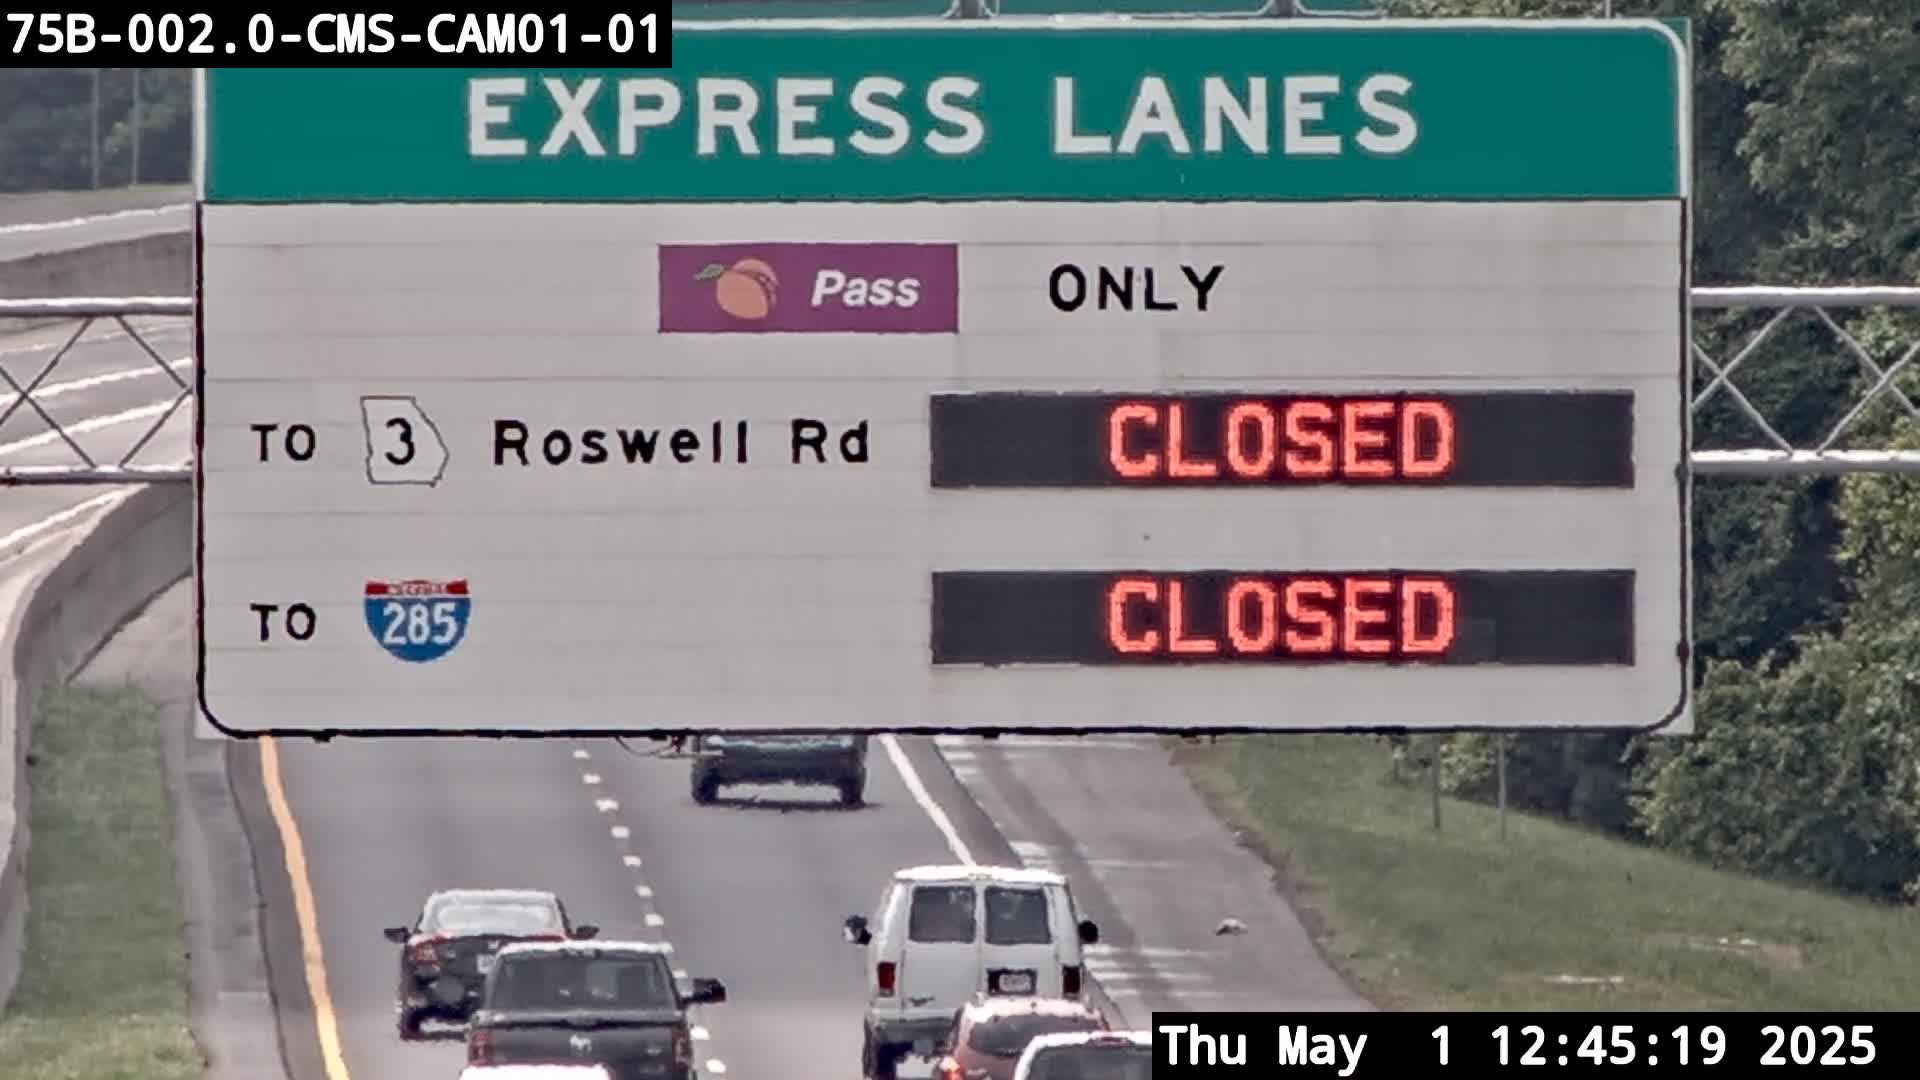 75B-002.0-CMS-CAM01-01
EXPRESS LANES
Pass ONLY
TO 3 Roswell Rd CLOSED
TO 285 CLOSED
Thu May 1 12:45:19 2025